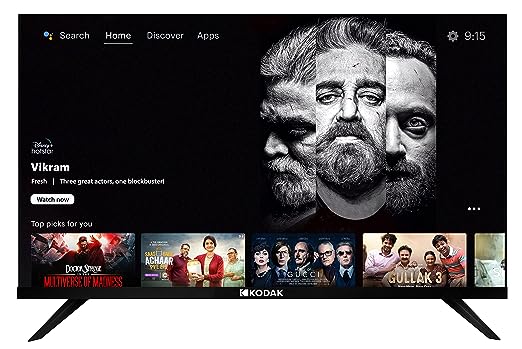 Search Home Discover Apps 9:15
Disney+
hotstar
Vikram
Fresh | Three great actors, one blockbuster!
Watch now
Top picks for you
DOCTOR STRANGE
MULTIVERSE OF MADNESS
ACHAAR
GUCCI
GULLAK 3
KODAK